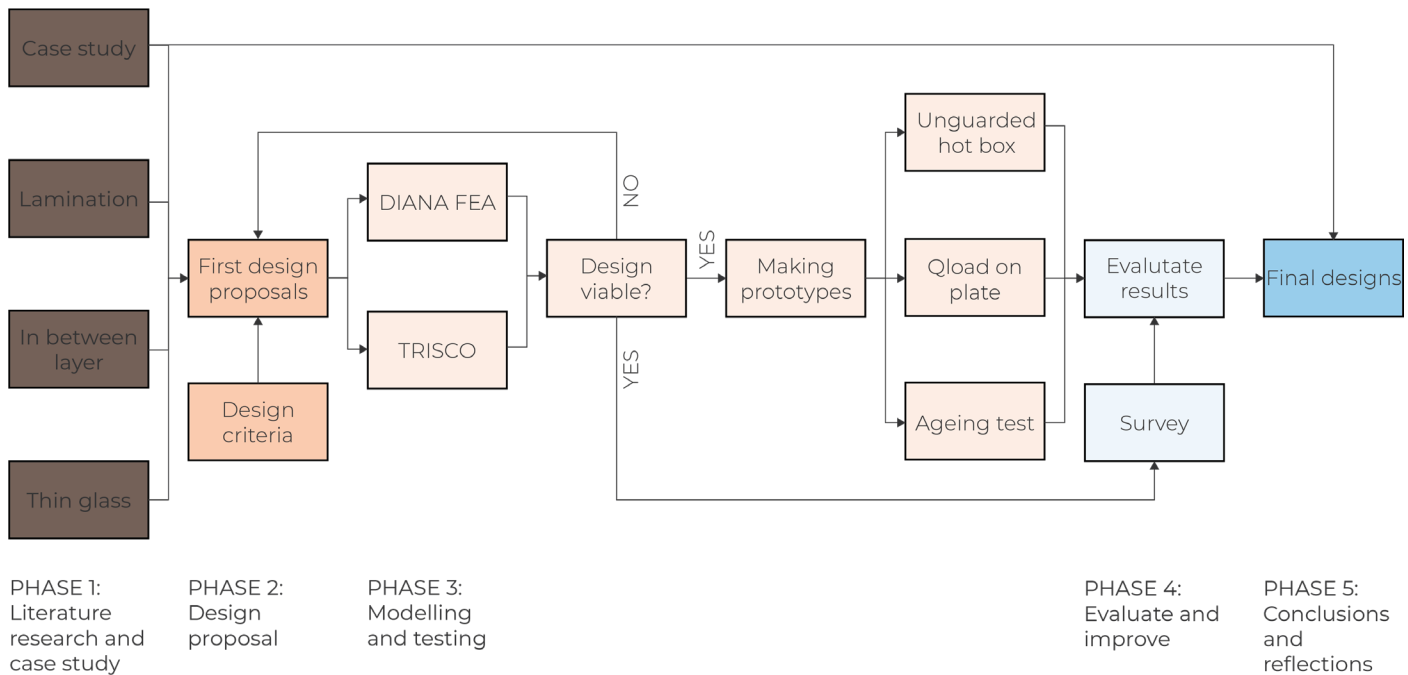 Case study
Lamination
In between
layer
Thin glass
First design
proposals
Design
criteria
DIANA FEA
TRISCO
NO
Design
viable?
YES
YES
Making
prototypes
Unguarded
hot box
Qload on
plate
Ageing test
Evalutate
results
Survey
Final designs
PHASE 1:
Literature
research and
case study
PHASE 2:
Design
proposal
PHASE 3:
Modelling
and testing
PHASE 4:
Evaluate and
improve
PHASE 5:
Conclusions
and
reflections